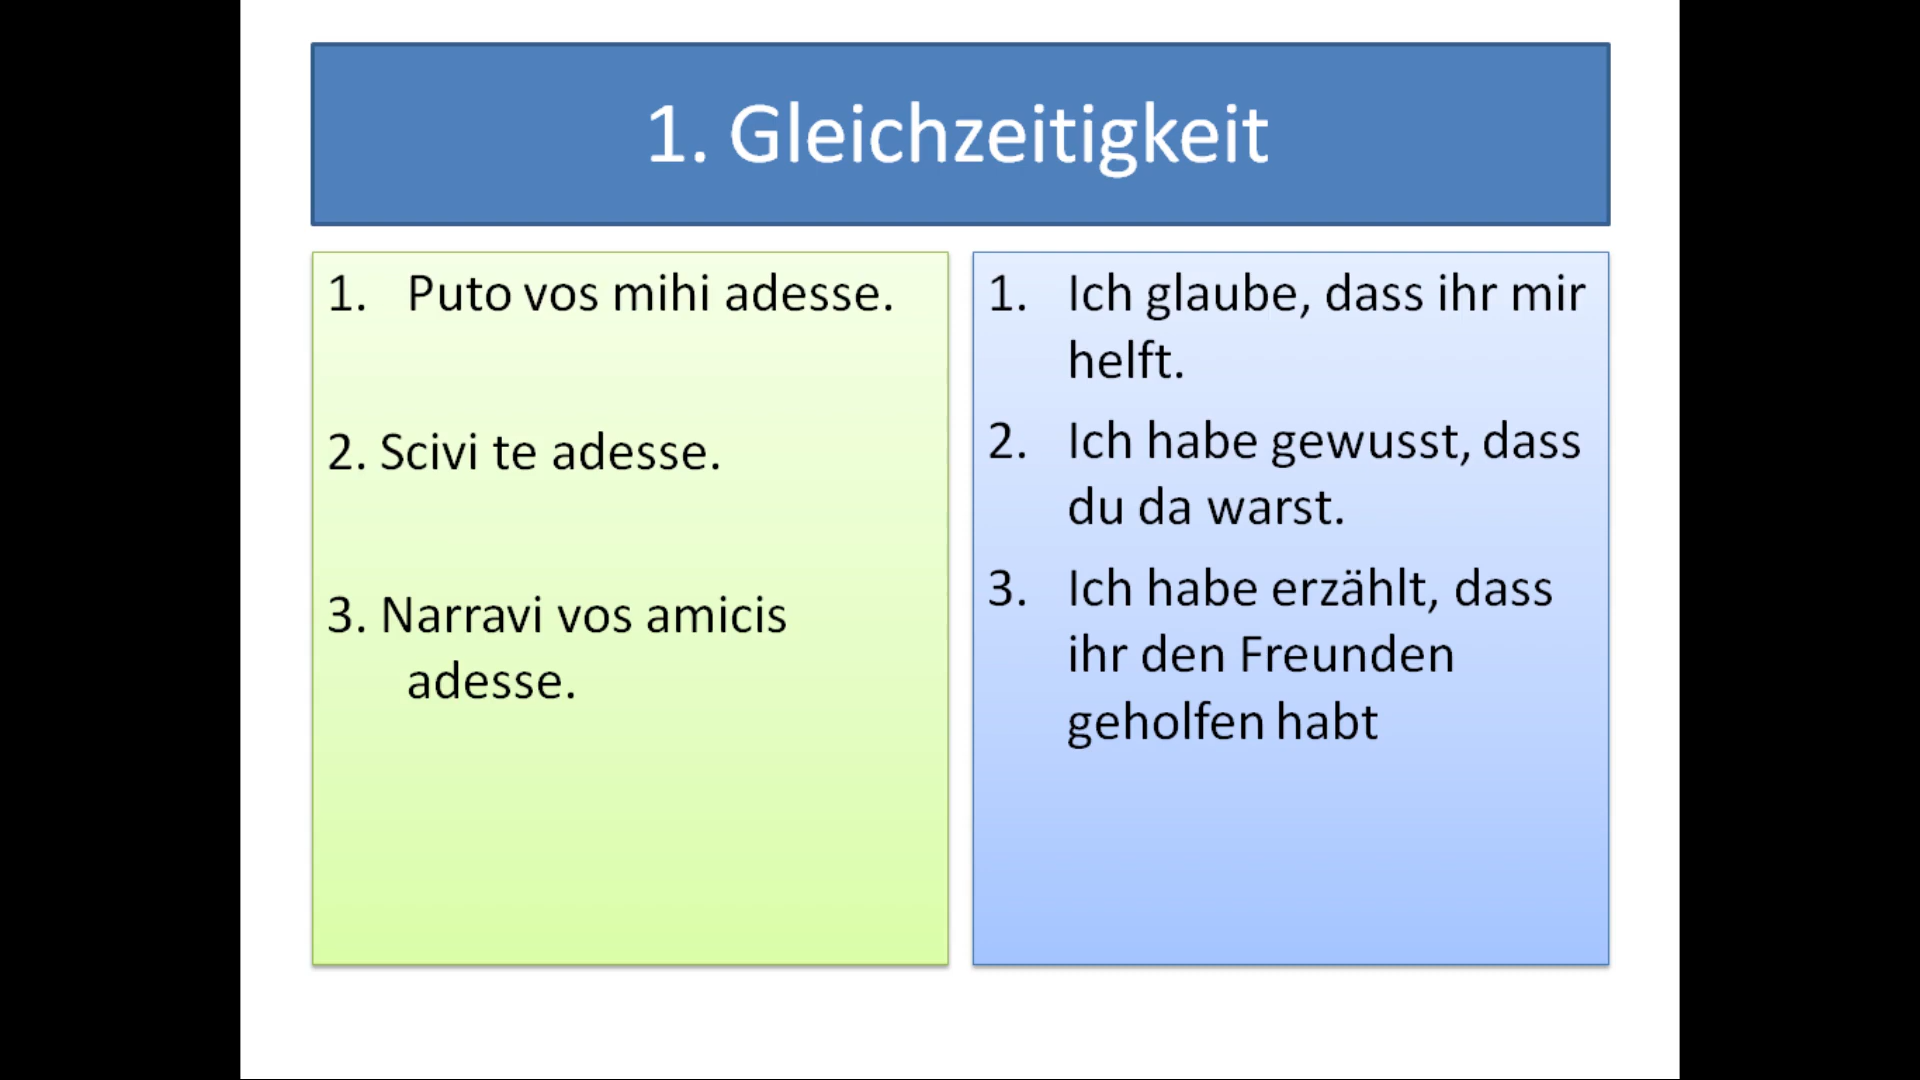 1. Gleichzeitigkeit
1. Puto vos mihi adesse.
2. Scivi te adesse.
3. Narravi vos amicis
adesse.
1. Ich glaube, dass ihr mir
helft.
2. Ich habe gewusst, dass
du da warst.
3. Ich habe erzählt, dass
ihr den Freunden
geholfen habt